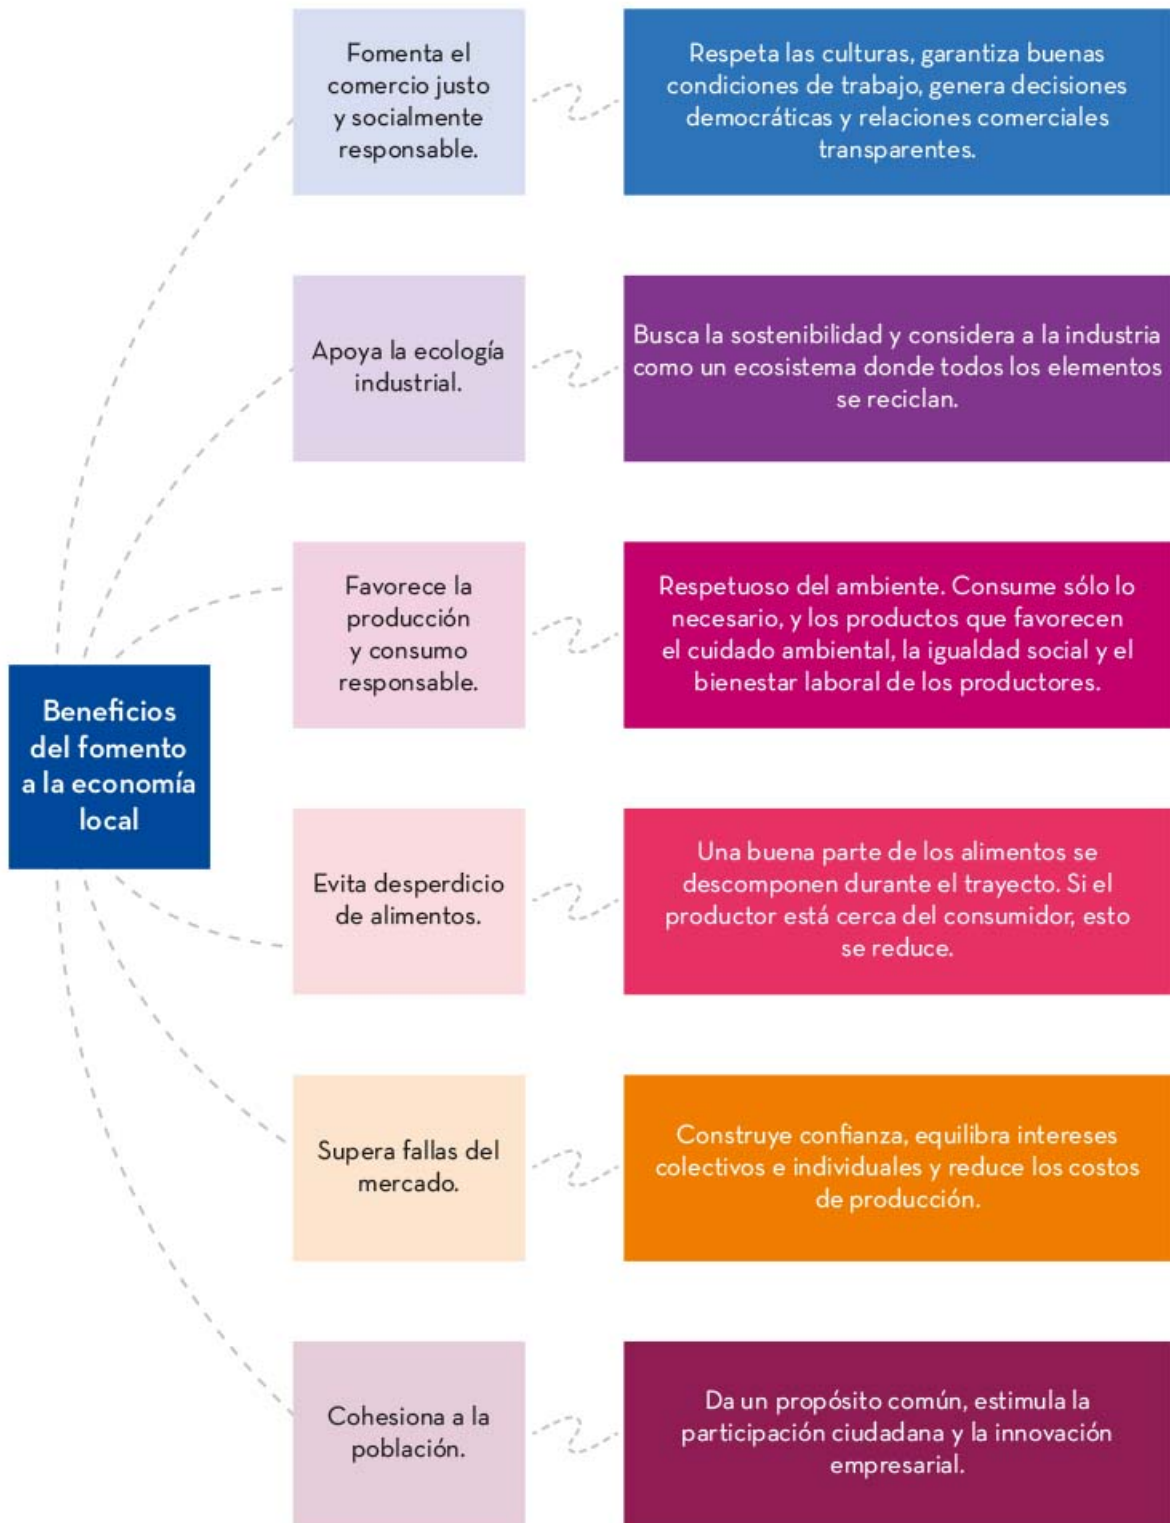 Fomenta el
comercio justo
y socialmente
responsable.
Respeta las culturas, garantiza buenas
condiciones de trabajo, genera decisiones
democráticas y relaciones comerciales
transparentes.
Apoya la ecología
industrial.
Busca la sostenibilidad y considera a la industria
como un ecosistema donde todos los elementos
se reciclan.
Favorece la
producción
y consumo
responsable.
Respetuoso del ambiente. Consume sólo lo
necesario, y los productos que favorecen
el cuidado ambiental, la igualdad social y el
bienestar laboral de los productores.
Beneficios
del fomento
a la economía
local
Evita desperdicio
de alimentos.
Una buena parte de los alimentos se
descomponen durante el trayecto. Si el
productor está cerca del consumidor, esto
se reduce.
Supera fallas del
mercado.
Construye confianza, equilibra intereses
colectivos e individuales y reduce los costos
de producción.
Cohesiona a la
población.
Da un propósito común, estimula la
participación ciudadana y la innovación
empresarial.